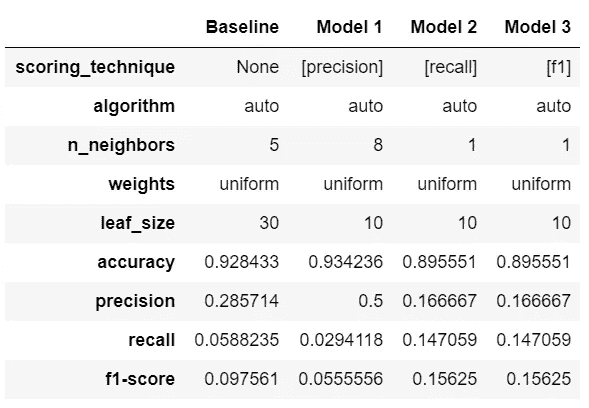 Baseline Model 1 Model 2 Model 3
scoring_technique None [precision] [recall] [f1]
algorithm auto auto auto auto
n_neighbors 5 8 1 1
weights uniform uniform uniform uniform
leaf_size 30 10 10 10
accuracy 0.928433 0.934236 0.895551 0.895551
precision 0.285714 0.5 0.166667 0.166667
recall 0.0588235 0.0294118 0.147059 0.147059
f1-score 0.097561 0.0555556 0.15625 0.15625